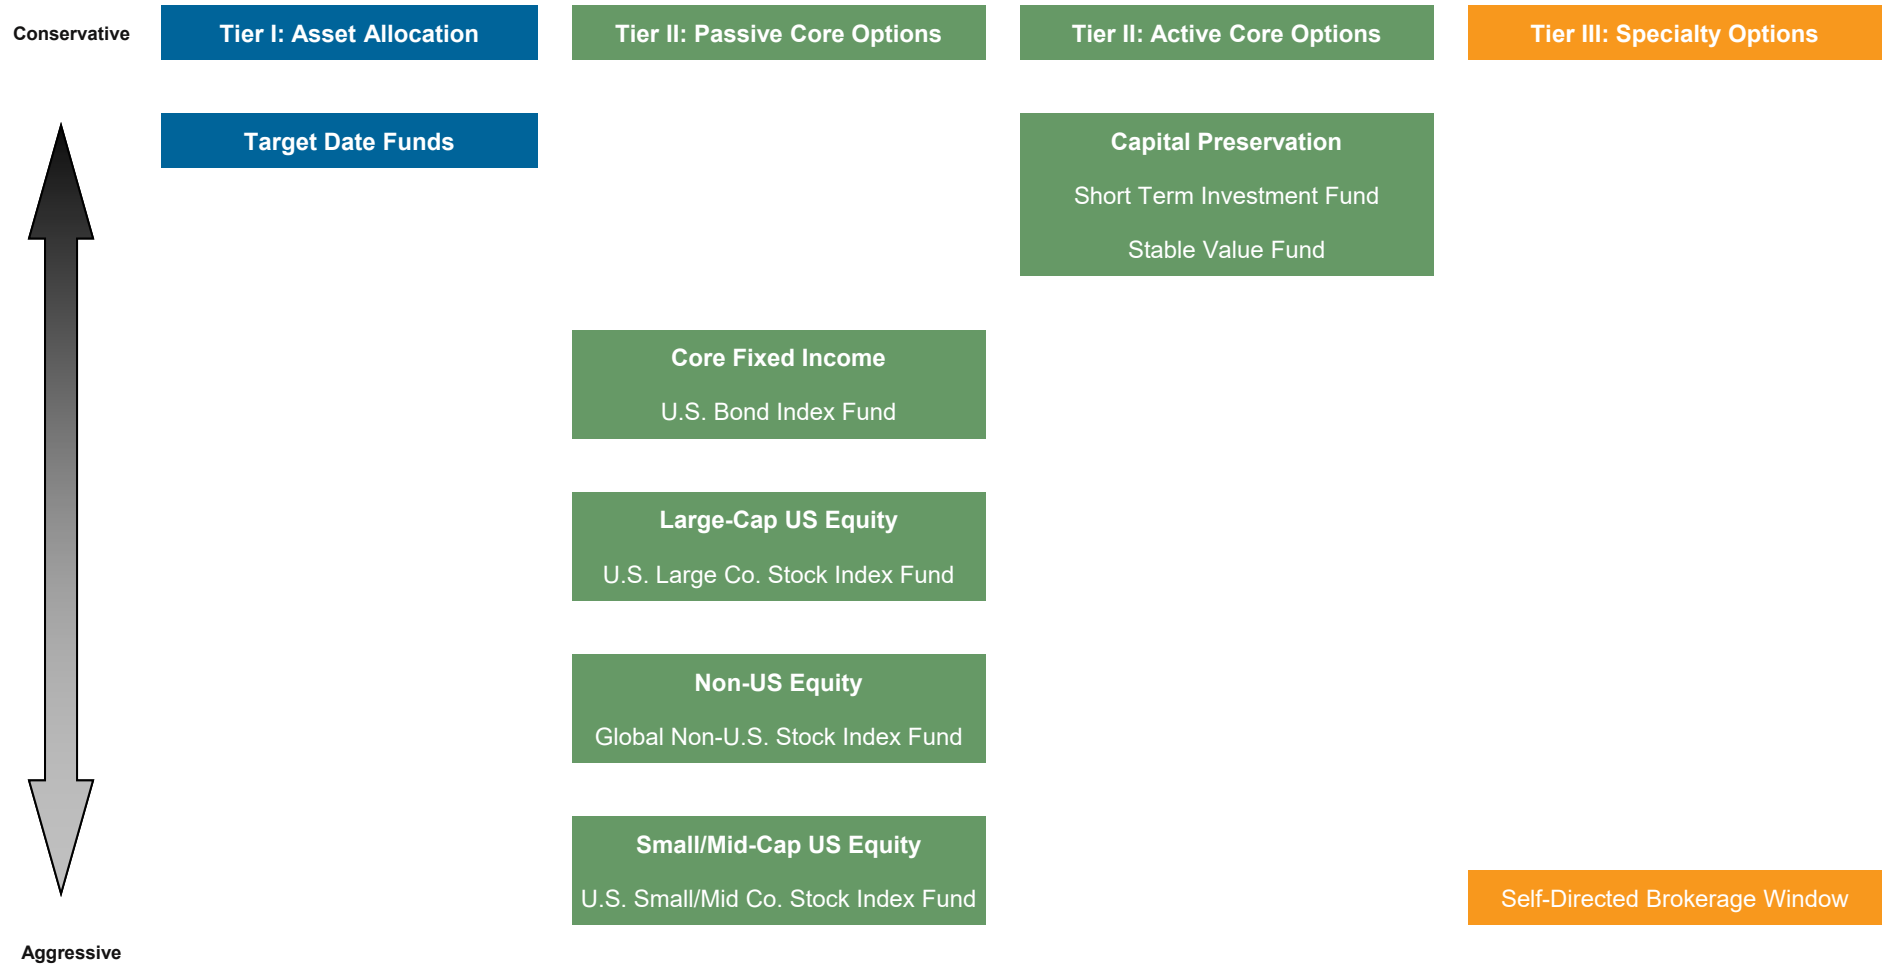 Conservative
Tier I: Asset Allocation
Tier II: Passive Core Options
Tier II: Active Core Options
Tier III: Specialty Options
Target Date Funds
Capital Preservation
Short Term Investment Fund
Stable Value Fund
Core Fixed Income
U.S. Bond Index Fund
Large-Cap US Equity
U.S. Large Co. Stock Index Fund
Non-US Equity
Global Non-U.S. Stock Index Fund
Small/Mid-Cap US Equity
U.S. Small/Mid Co. Stock Index Fund
Self-Directed Brokerage Window
Aggressive